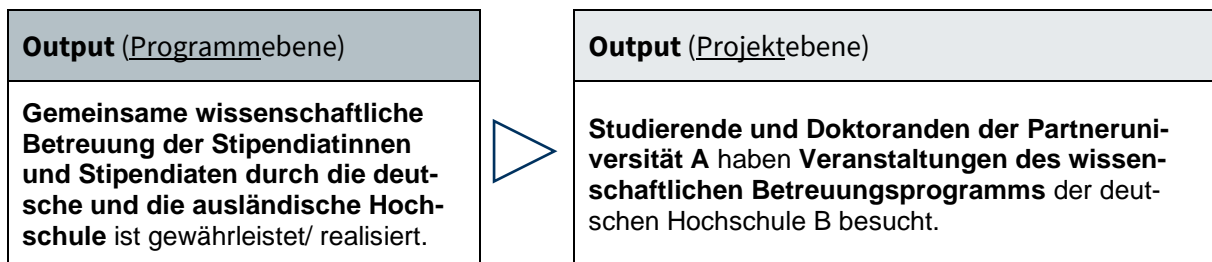 Output (Programmebene)
Gemeinsame wissenschaftliche
Betreuung der Stipendiatinnen
und Stipendiaten durch die deut-
sche und die ausländische Hoch-
schule ist gewährleistet/ realisiert.
Output (Projektebene)
Studierende und Doktoranden der Partneruni-
versität A haben Veranstaltungen des wissen-
schaftlichen Betreuungsprogramms der deut-
schen Hochschule B besucht.